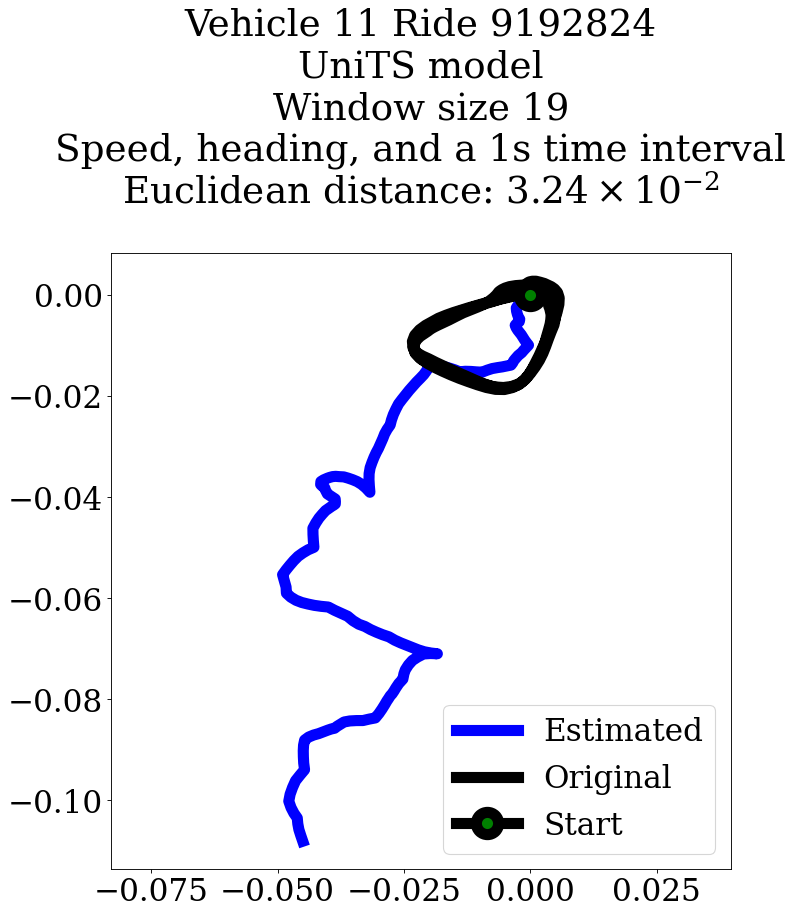 Vehicle 11 Ride 9192824
UniTS model
Window size 19
Speed, heading, and a 1s time interval
Euclidean distance: 3.24 × 10⁻²
0.00
−0.02
−0.04
−0.06
−0.08
−0.10
Estimated
Original
Start
−0.075 −0.050 −0.025 0.000 0.025